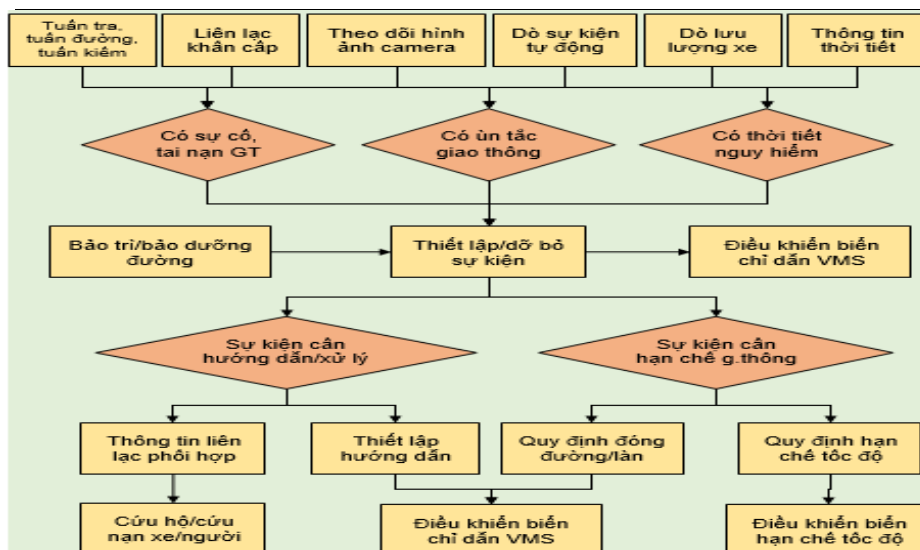 Tuần tra,
tuần đường,
tuần kiểm
Liên lạc
khẩn cấp
Theo dõi hình
ảnh camera
Dò sự kiện
tự động
Dò lưu
lượng xe
Thông tin
thời tiết
Có sự cố,
tai nạn GT
Có ùn tắc
giao thông
Có thời tiết
nguy hiểm
Bảo trì/bảo dưỡng
đường
Thiết lập/dỡ bỏ
sự kiện
Điều khiển biển
chỉ dẫn VMS
Sự kiện cần
hướng dẫn/xử lý
Sự kiện cần
hạn chế g.thông
Thông tin liên
lạc phối hợp
Thiết lập
hướng dẫn
Quy định đóng
đường/làn
Quy định hạn
chế tốc độ
Cứu hộ/cứu
nạn xe/người
Điều khiển biển
chỉ dẫn VMS
Điều khiển biển
hạn chế tốc độ